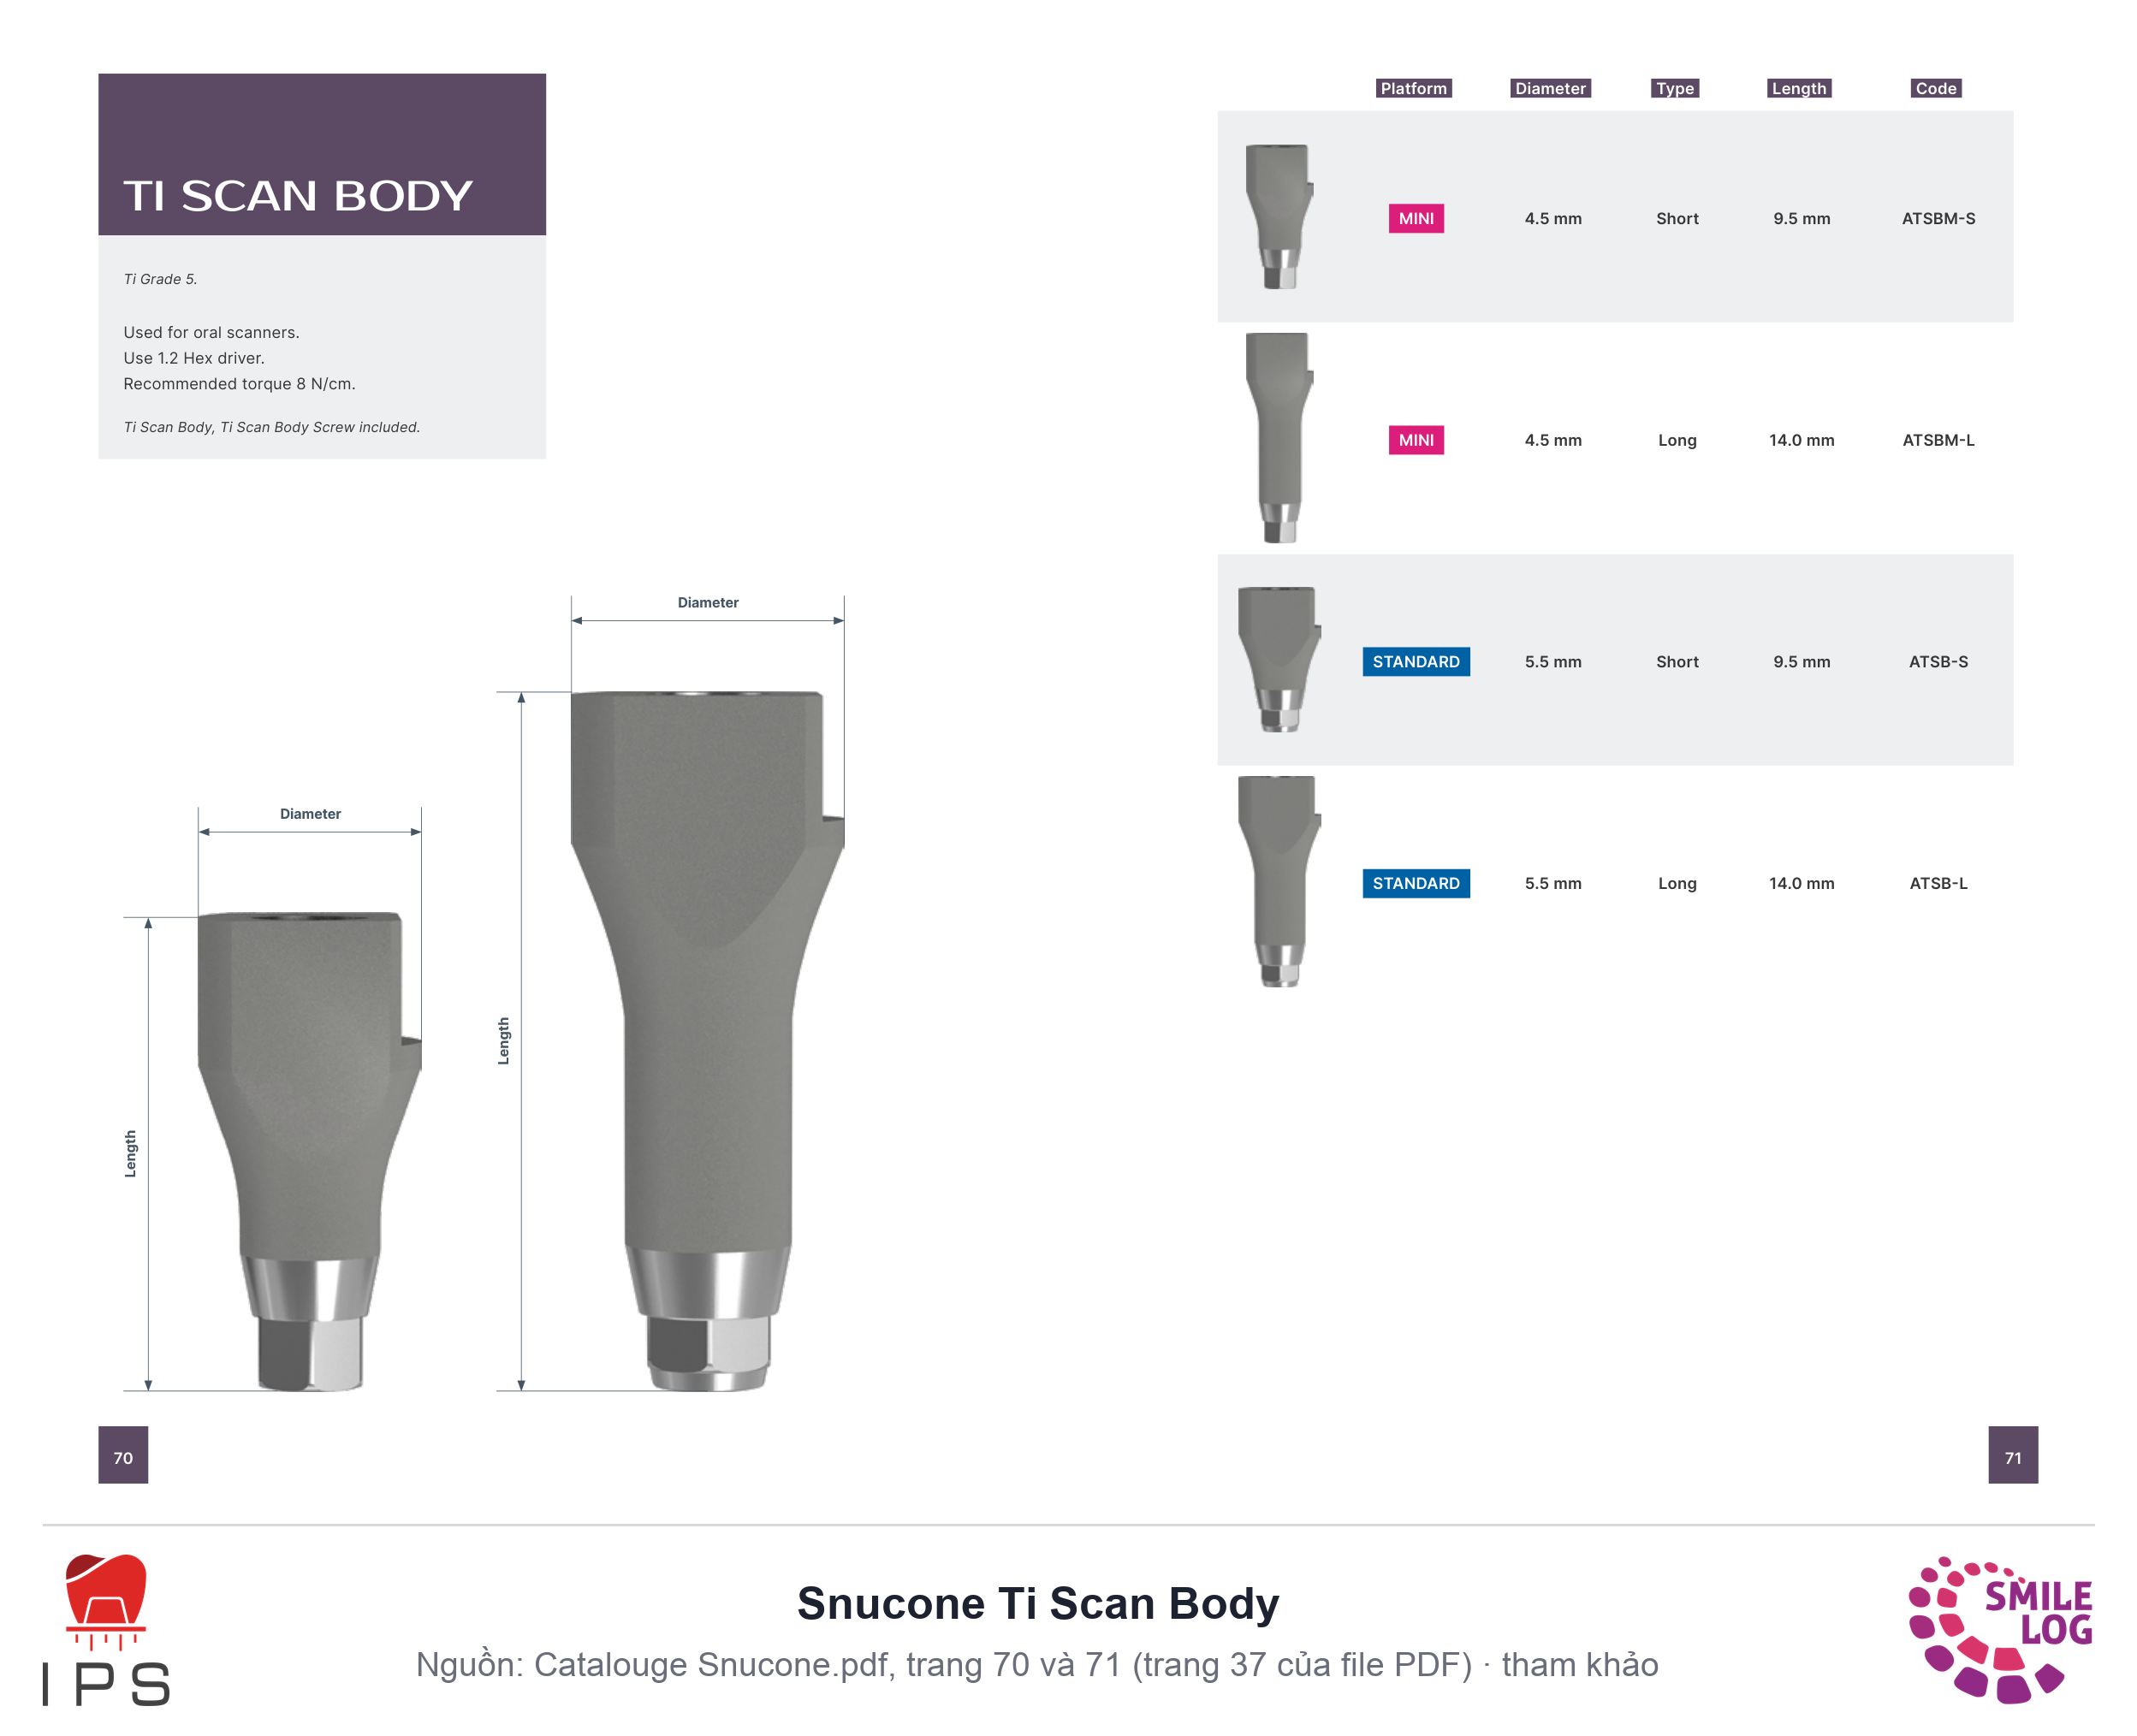 TI SCAN BODY
Ti Grade 5.
Used for oral scanners.
Use 1.2 Hex driver.
Recommended torque 8 N/cm.
Ti Scan Body, Ti Scan Body Screw included.
Diameter
Length
Diameter
Length
70
Platform Diameter Type Length Code
MINI 4.5 mm Short 9.5 mm ATSBM-S
MINI 4.5 mm Long 14.0 mm ATSBM-L
STANDARD 5.5 mm Short 9.5 mm ATSB-S
STANDARD 5.5 mm Long 14.0 mm ATSB-L
71
IPS
Snucone Ti Scan Body
Nguồn: Catalouge Snucone.pdf, trang 70 và 71 (trang 37 của file PDF) · tham khảo
SMILE
LOG